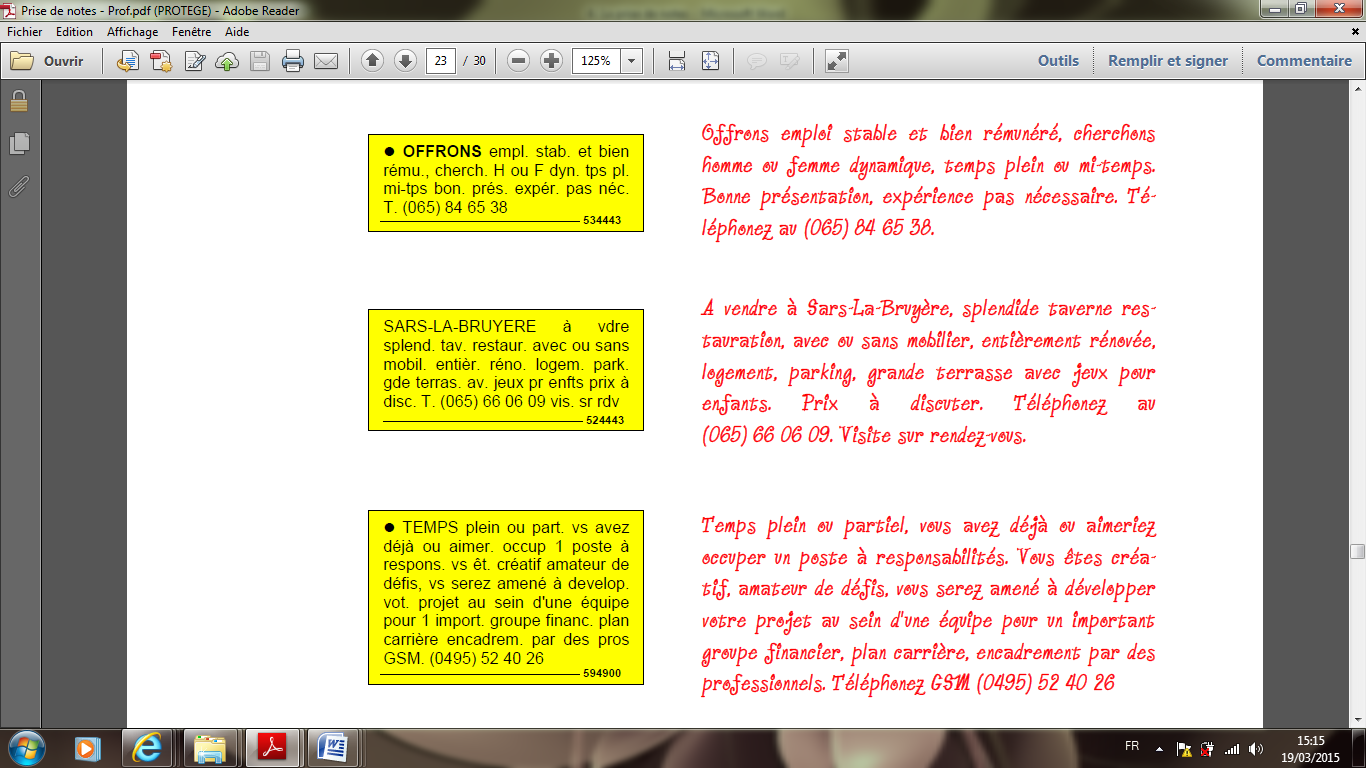 Prise de notes - Prof.pdf (PROTEGE) - Adobe Reader
Fichier Edition Affichage Fenêtre Aide
Ouvrir 23 / 30 125% Outils Remplir et signer Commentaire
● OFFRONS empl. stab. et bien
rému., cherch. H ou F dyn. tps pl.
mi-tps bon. prés. expér. pas néc.
T. (065) 84 65 38
534443
Offrons emploi stable et bien rémunéré, cherchons
homme ou femme dynamique, temps plein ou mi-temps.
Bonne présentation, expérience pas nécessaire. Té-
léphonez au (065) 84 65 38.
SARS-LA-BRUYERE à vdre
splend. tav. restaur. avec ou sans
mobil. entièr. réno. logem. park.
gde terras. av. jeux pr enfts prix à
disc. T. (065) 66 06 09 vis. sr rdv
524443
A vendre à Sars-La-Bruyère, splendide taverne res-
tauration, avec ou sans mobilier, entièrement rénovée,
logement, parking, grande terrasse avec jeux pour
enfants. Prix à discuter. Téléphonez au
(065) 66 06 09. Visite sur rendez-vous.
● TEMPS plein ou part. vs avez
déjà ou aimer. occup 1 poste à
respons. vs êt. créatif amateur de
défis, vs serez amené à develop.
vot. projet au sein d'une équipe
pour 1 import. groupe financ. plan
carrière encadrem. par des pros
GSM. (0495) 52 40 26
594900
Temps plein ou partiel, vous avez déjà ou aimeriez
occuper un poste à responsabilités. Vous êtes créa-
tif, amateur de défis, vous serez amené à développer
votre projet au sein d'une équipe pour un important
groupe financier, plan carrière, encadrement par des
professionnels. Téléphonez GSM (0495) 52 40 26
FR 15:15
19/03/2015